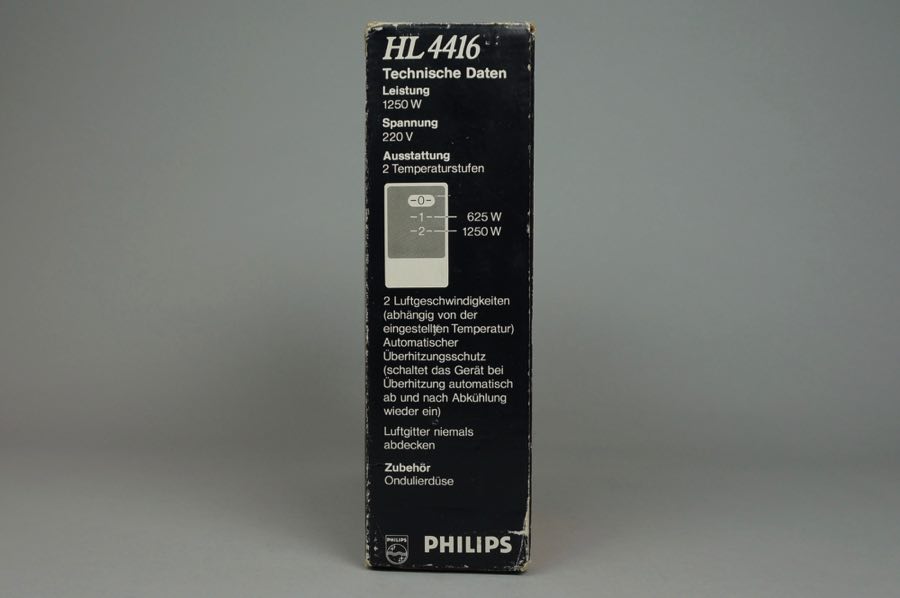 HL 4416
Technische Daten
Leistung
1250 W
Spannung
220 V
Ausstattung
2 Temperaturstufen
-0-
-1- 625 W
-2- 1250 W
2 Luftgeschwindigkeiten
(abhängig von der
eingestellten Temperatur)
Automatischer
Überhitzungsschutz
(schaltet das Gerät bei
Überhitzung automatisch
ab und nach Abkühlung
wieder ein)
Luftgitter niemals
abdecken
Zubehör
Ondulierdüse
PHILIPS
PHILIPS